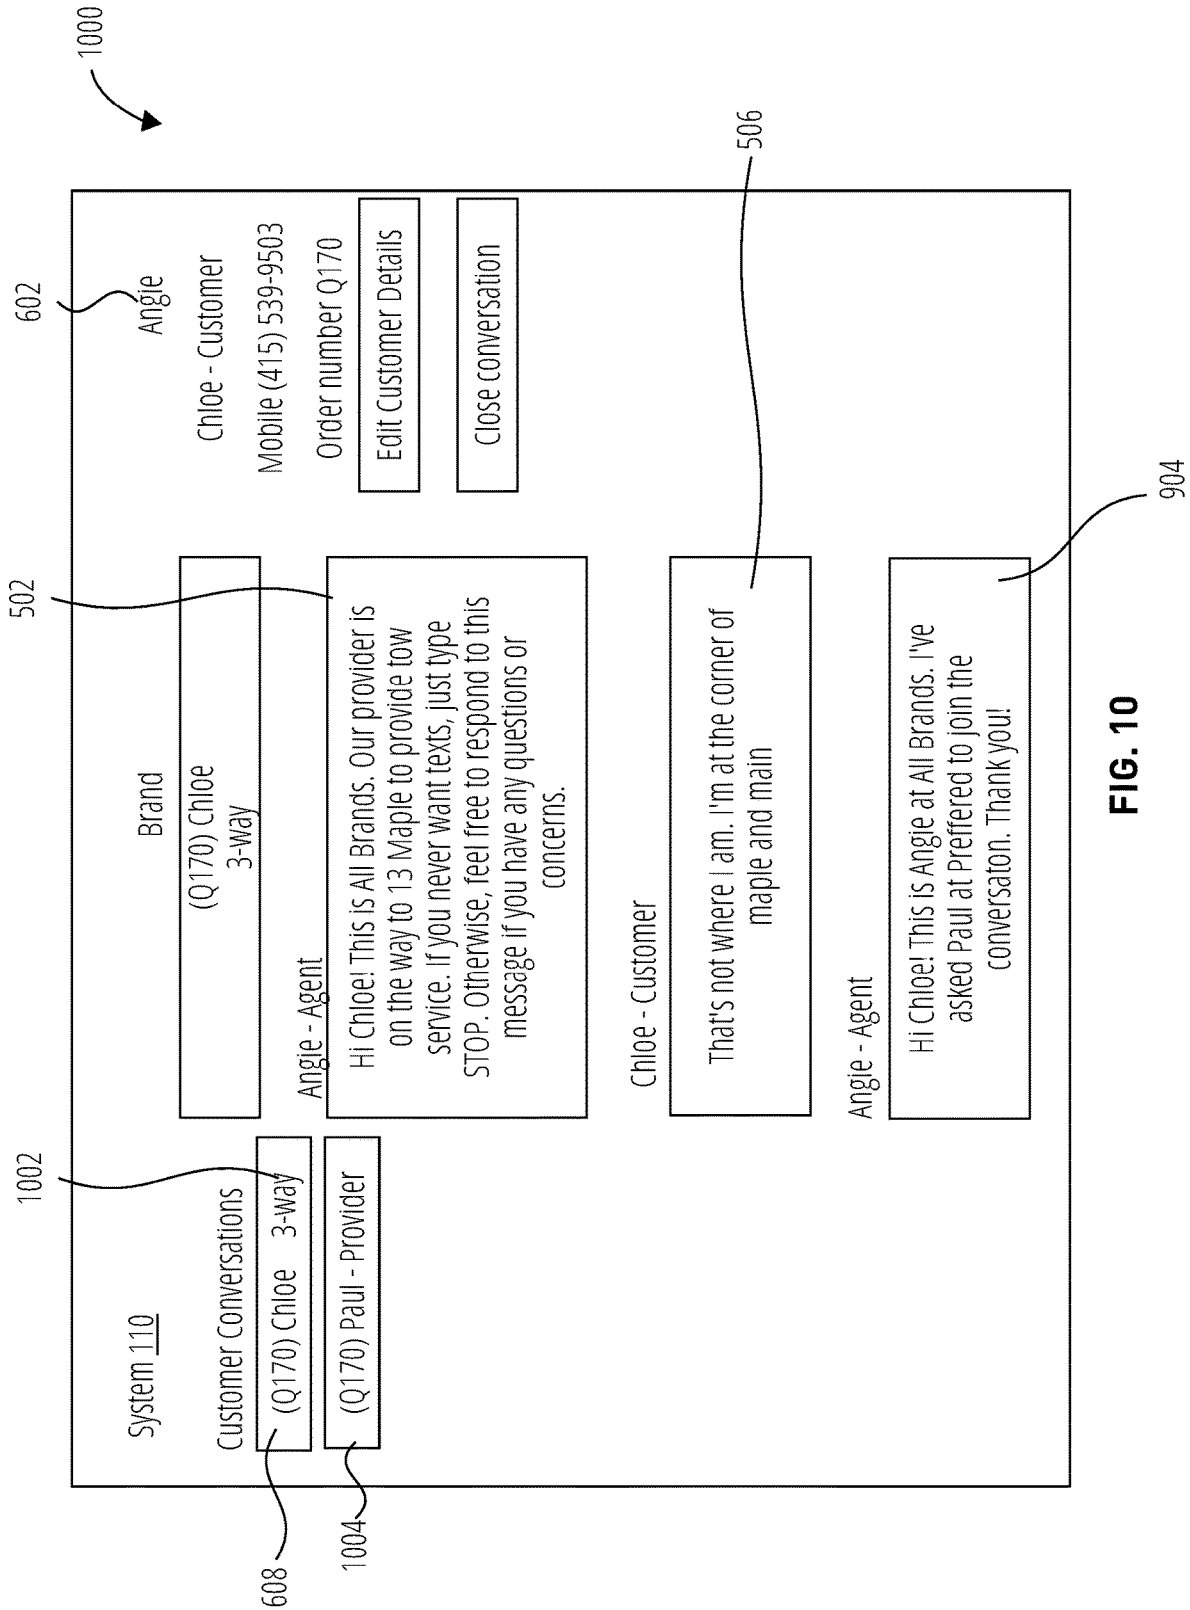 1000
602
502
1002
System 110
Brand
Angie
Customer Conversations
(Q170) Chloe 3-way
(Q170) Paul - Provider
608
1004
(Q170) Chloe
3-way
Angie - Agent
Hi Chloe! This is All Brands. Our provider is
on the way to 13 Maple to provide tow
service. If you never want texts, just type
STOP. Otherwise, feel free to respond to this
message if you have any questions or
concerns.
Chloe - Customer
That's not where I am. I'm at the corner of
maple and main
Angie - Agent
Hi Chloe! This is Angie at All Brands. I've
asked Paul at Preffered to join the
conversaton. Thank you!
Chloe - Customer
Mobile (415) 539-9503
Order number Q170
Edit Customer Details
Close conversation
506
904
FIG. 10